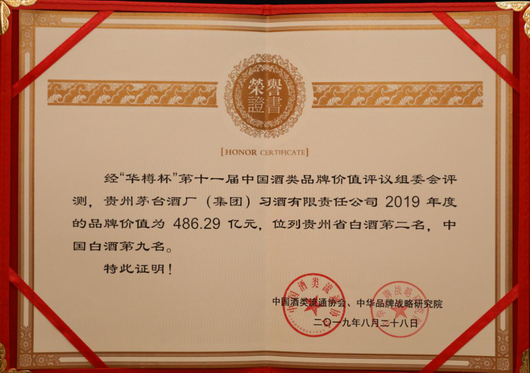 榮譽
證書
[HONOR CERTIFICATE]
经“华樽杯”第十一届中国酒类品牌价值评议组委会评
测，贵州茅台酒厂（集团）习酒有限责任公司 2019 年度
的品牌价值为 486.29 亿元，位列贵州省白酒第二名，中
国白酒第九名。
特此证明！
中国酒类流通协会、中华品牌战略研究院
二〇一九年八月二十八日